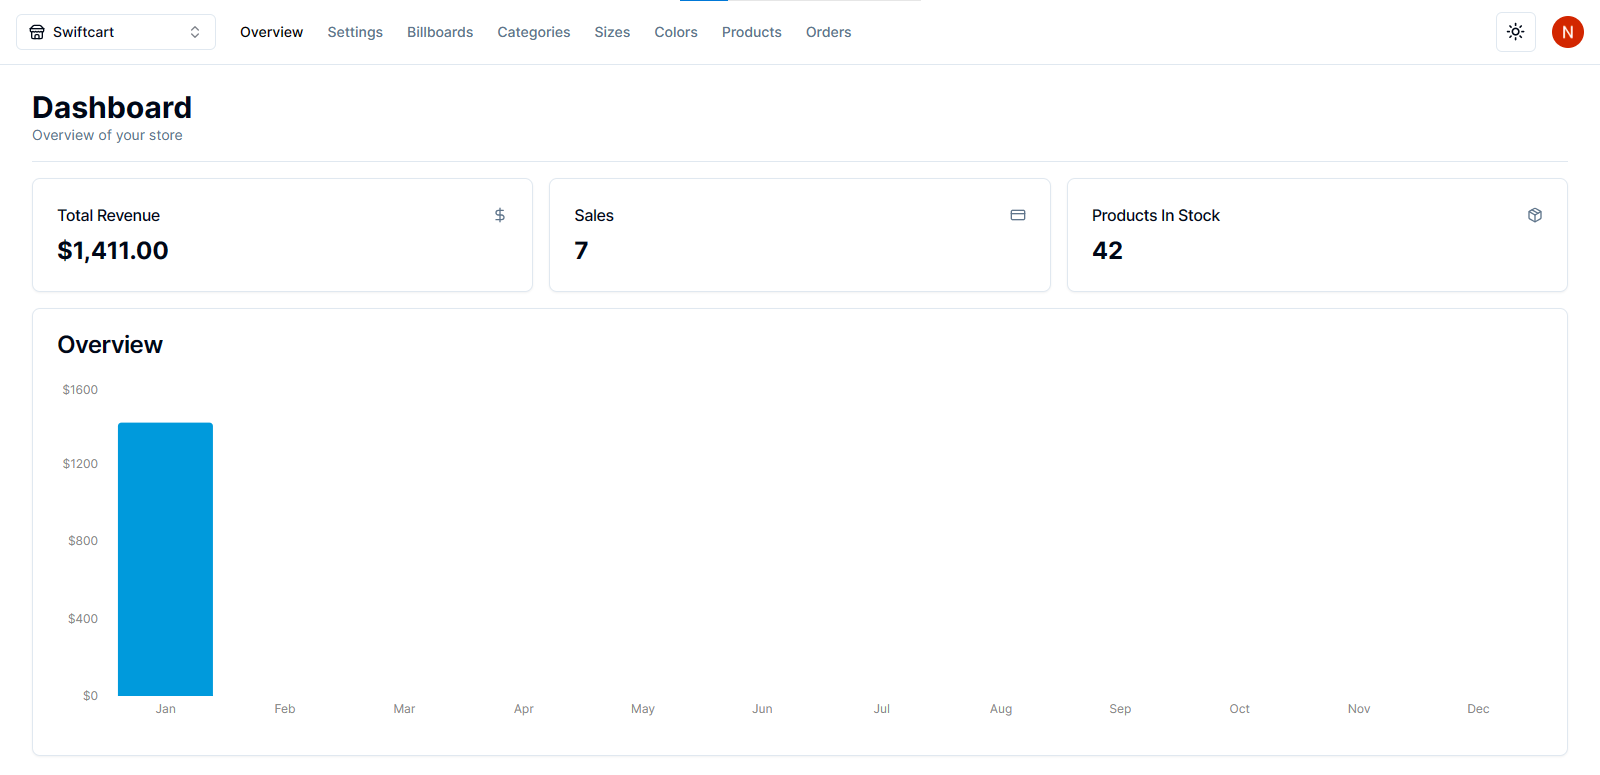 Swiftcart Overview Settings Billboards Categories Sizes Colors Products Orders N
Dashboard
Overview of your store
Total Revenue
$1,411.00
Sales
7
Products In Stock
42
Overview
$1600
$1200
$800
$400
$0
Jan Feb Mar Apr May Jun Jul Aug Sep Oct Nov Dec